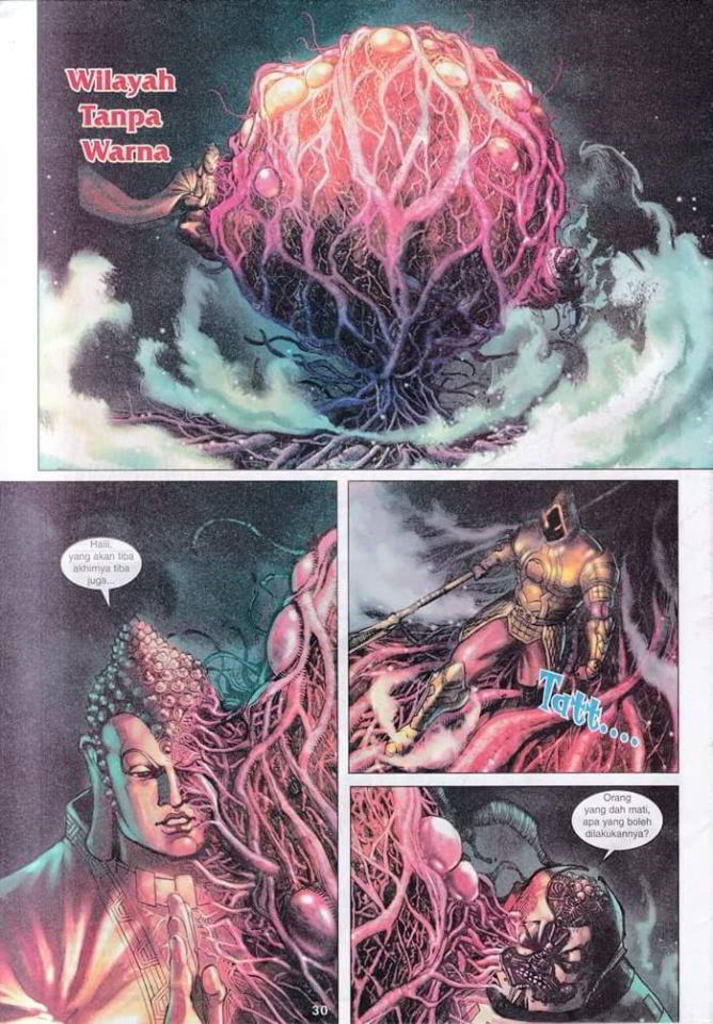 Wilayah
Tanpa
Warna
Haiii,
yang akan tiba
akhirnya tiba
juga...
Tatt....
Orang
yang dah mati,
apa yang boleh
dilakukannya?
30